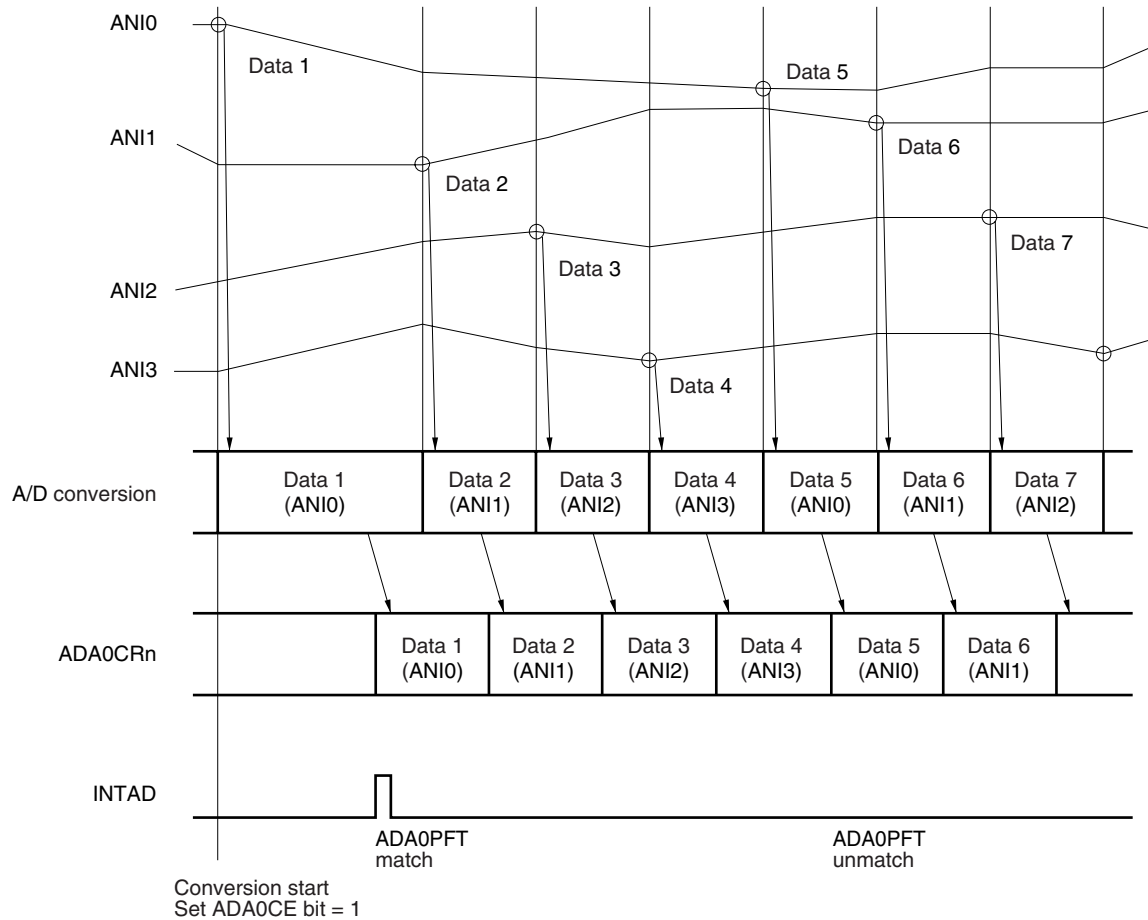 ANI0
Data 1
Data 5
ANI1
Data 6
Data 2
Data 7
Data 3
ANI2
ANI3
Data 4
A/D conversion
Data 1
(ANI0)
Data 2
(ANI1)
Data 3
(ANI2)
Data 4
(ANI3)
Data 5
(ANI0)
Data 6
(ANI1)
Data 7
(ANI2)
ADA0CRn
Data 1
(ANI0)
Data 2
(ANI1)
Data 3
(ANI2)
Data 4
(ANI3)
Data 5
(ANI0)
Data 6
(ANI1)
INTAD
ADA0PFT
match
ADA0PFT
unmatch
Conversion start
Set ADA0CE bit = 1